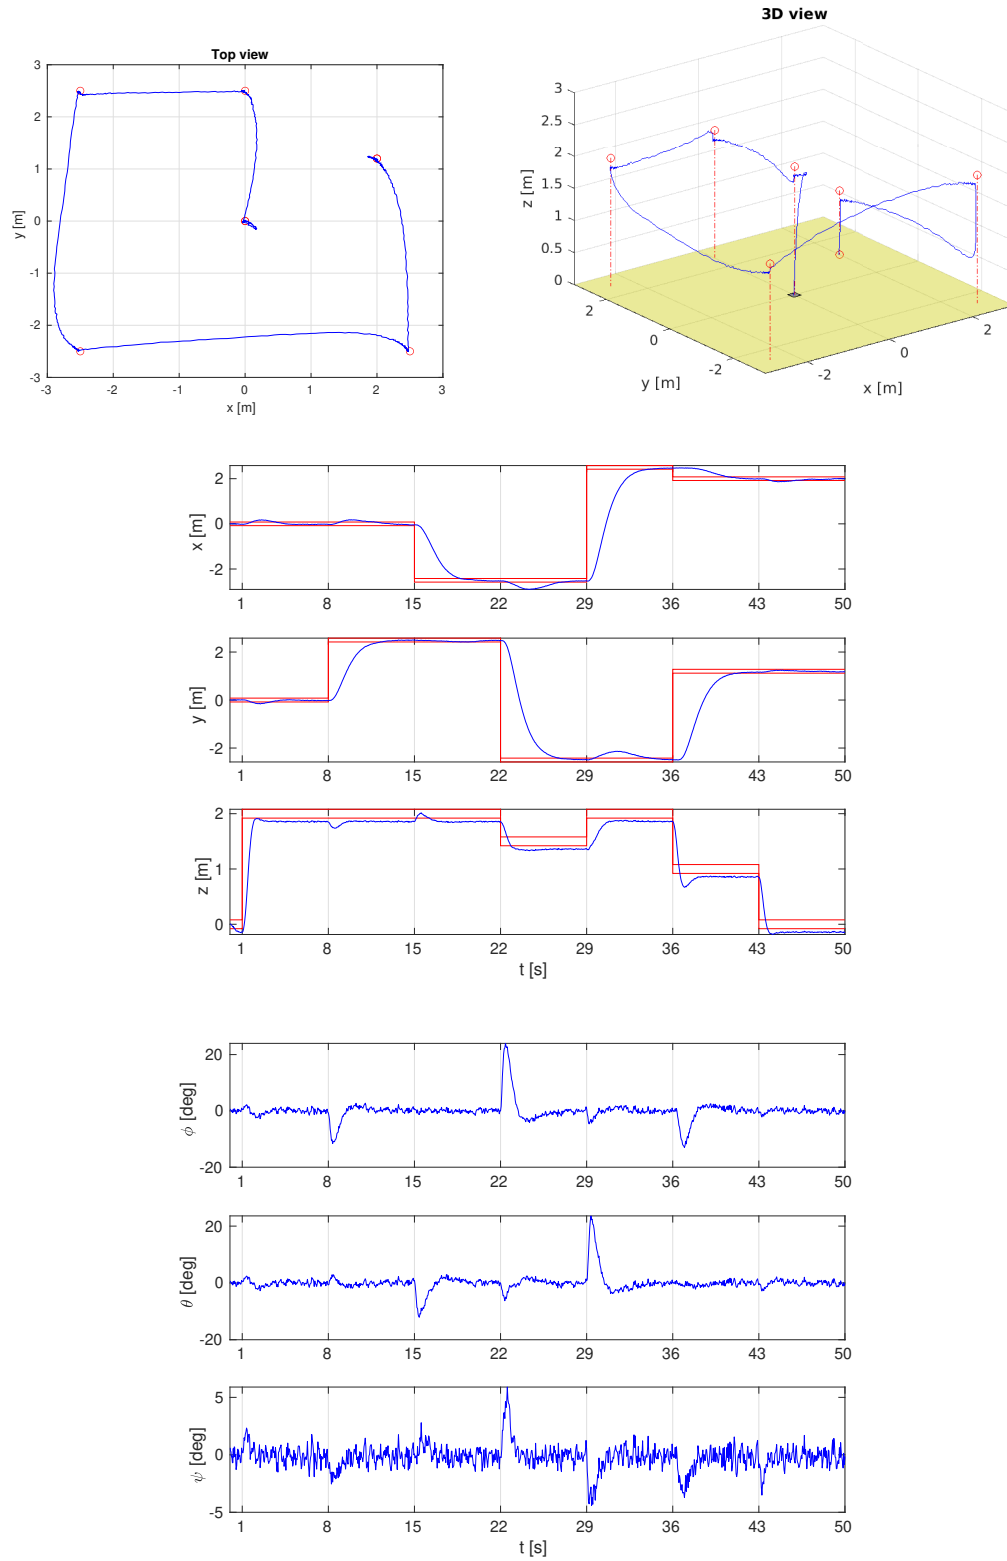 Top view
3
2
1
0
-1
-2
-3
y [m]
-3 -2 -1 0 1 2 3
x [m]
3D view
3
2.5
2
1.5
1
0.5
0
z [m]
2
0
-2
y [m]
-2
0
2
x [m]
x [m]
2
0
-2
1 8 15 22 29 36 43 50
y [m]
2
0
-2
1 8 15 22 29 36 43 50
z [m]
2
1
0
1 8 15 22 29 36 43 50
t [s]
ϕ [deg]
20
0
-20
1 8 15 22 29 36 43 50
θ [deg]
20
0
-20
1 8 15 22 29 36 43 50
ψ [deg]
5
0
-5
1 8 15 22 29 36 43 50
t [s]